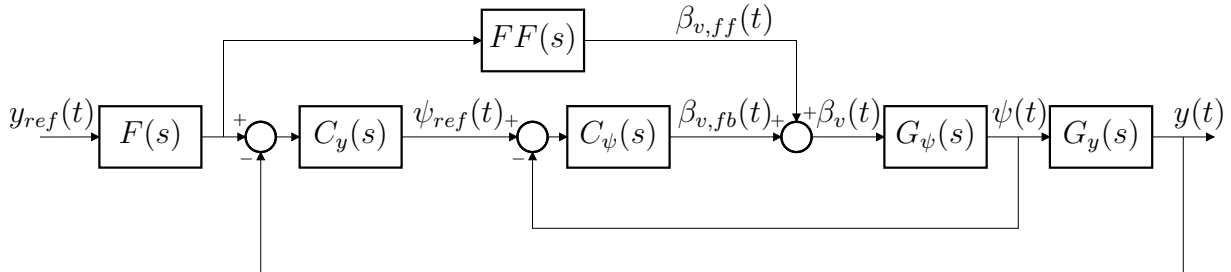 FF(s)
β_{v,ff}(t)
y_{ref}(t)
F(s)
+
−
C_y(s)
ψ_{ref}(t)
+
−
C_ψ(s)
β_{v,fb}(t)
+
+
β_v(t)
G_ψ(s)
ψ(t)
G_y(s)
y(t)